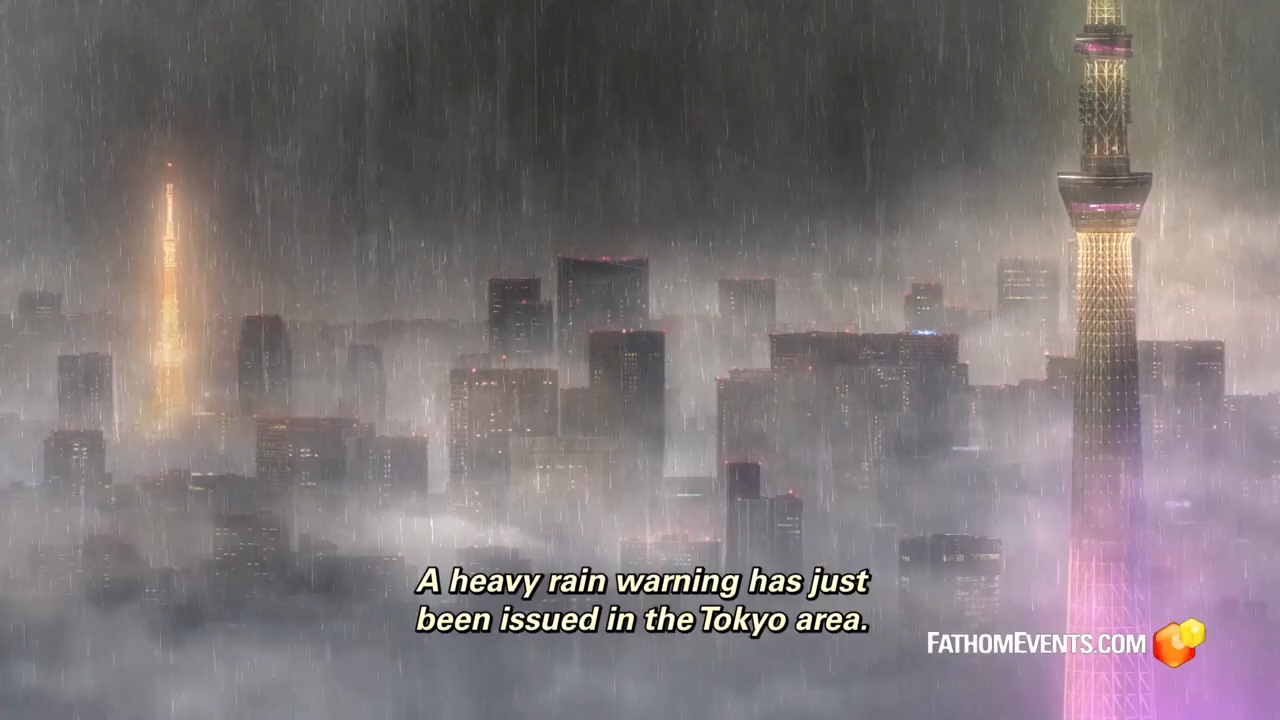 A heavy rain warning has just
been issued in the Tokyo area.
FATHOMEVENTS.COM